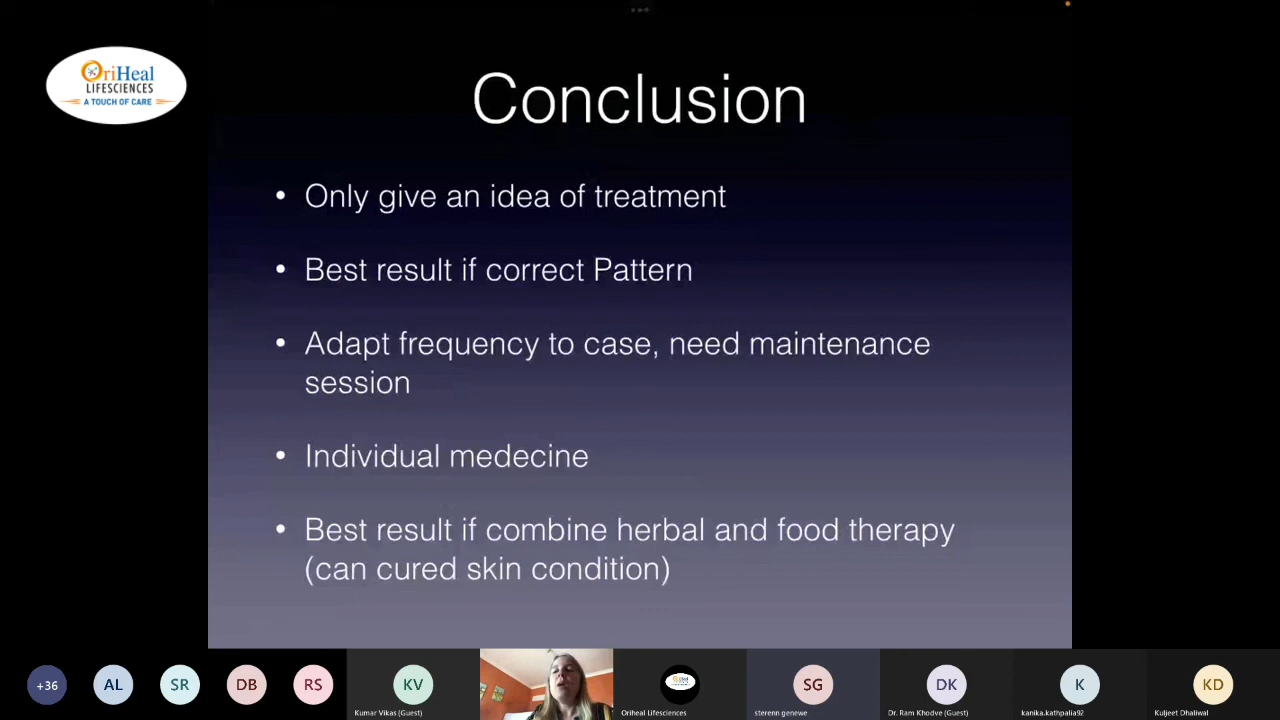 OriHeal
LIFESCIENCES
A TOUCH OF CARE
Conclusion
• Only give an idea of treatment
• Best result if correct Pattern
• Adapt frequency to case, need maintenance
session
• Individual medecine
• Best result if combine herbal and food therapy
(can cured skin condition)
+36
AL
SR
DB
RS
KV
SG
DK
K
KD
Kumar Vikas (Guest)
Oriheal Lifesciences
sterenn genewe
Dr. Ram Khodve (Guest)
kanika.kathpalia92
Kuljeet Dhaliwal